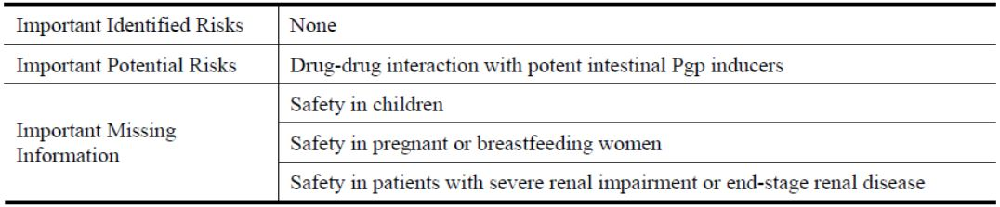 Important Identified Risks None
Important Potential Risks Drug-drug interaction with potent intestinal Pgp inducers
Important Missing
Information
Safety in children
Safety in pregnant or breastfeeding women
Safety in patients with severe renal impairment or end-stage renal disease